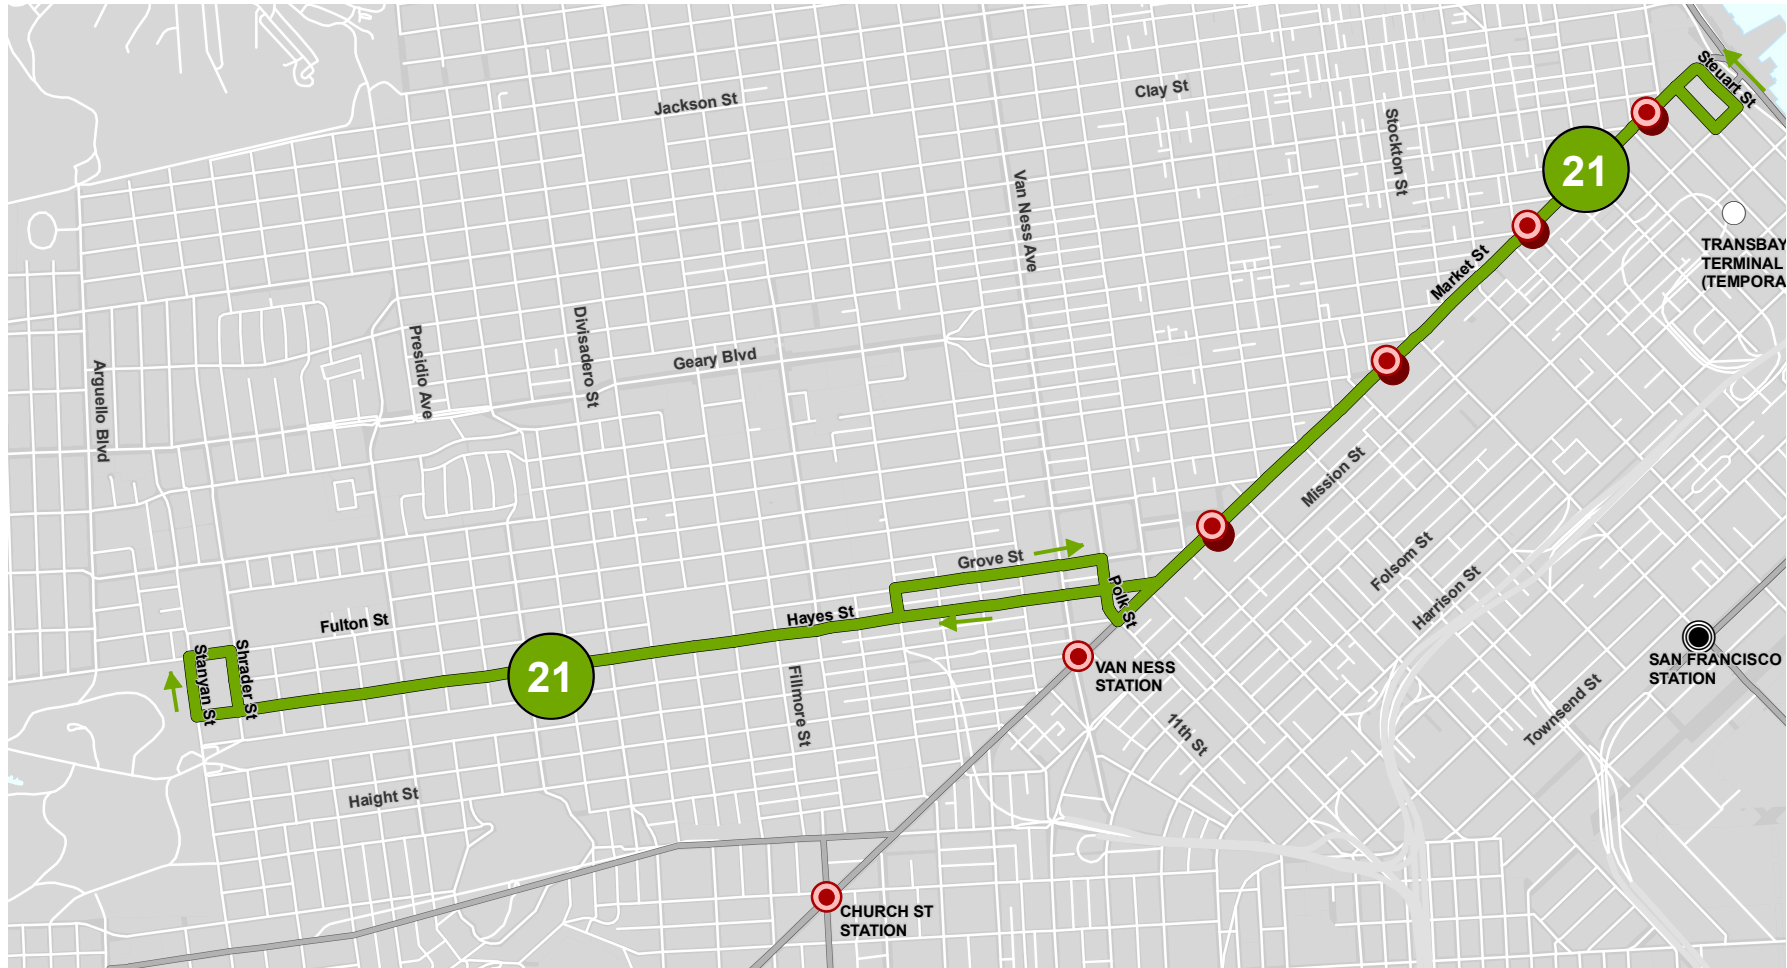 Steuart St
Clay St
Jackson St
Stockton St
21
Van Ness Ave
TRANSBAY
TERMINAL
(TEMPORA
Market St
Divisadero St
Presidio Ave
Geary Blvd
Arguello Blvd
Mission St
Folsom St
Grove St
Harrison St
Polk St
Hayes St
Fulton St
Stanyan St
Shrader St
21
VAN NESS
STATION
SAN FRANCISCO
STATION
Fillmore St
11th St
Townsend St
Haight St
CHURCH ST
STATION